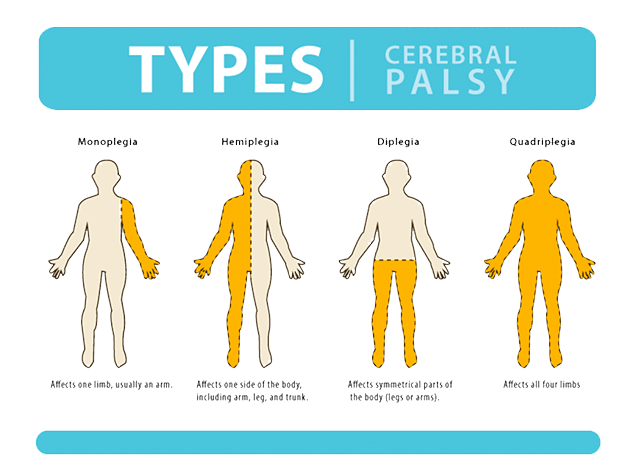 TYPES
CEREBRAL
PALSY
Monoplegia
Hemiplegia
Diplegia
Quadriplegia
Affects one limb, usually an arm.
Affects one side of the body,
including arm, leg, and trunk.
Affects symmetrical parts of
the body (legs or arms).
Affects all four limbs